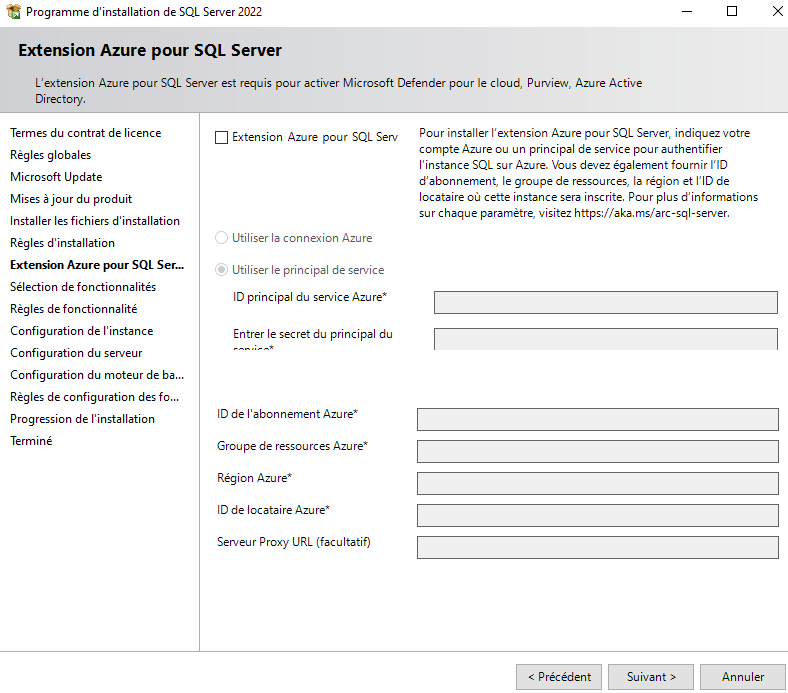 Programme d'installation de SQL Server 2022
Extension Azure pour SQL Server
L'extension Azure pour SQL Server est requis pour activer Microsoft Defender pour le cloud, Purview, Azure Active
Directory.
Termes du contrat de licence
Règles globales
Microsoft Update
Mises à jour du produit
Installer les fichiers d'installation
Règles d'installation
Extension Azure pour SQL Ser...
Sélection de fonctionnalités
Règles de fonctionnalité
Configuration de l'instance
Configuration du serveur
Configuration du moteur de ba...
Règles de configuration des fo...
Progression de l'installation
Terminé
Extension Azure pour SQL Serv
Pour installer l'extension Azure pour SQL Server, indiquez votre
compte Azure ou un principal de service pour authentifier
l'instance SQL sur Azure. Vous devez également fournir l'ID
d'abonnement, le groupe de ressources, la région et l'ID de
locataire où cette instance sera inscrite. Pour plus d'informations
sur chaque paramètre, visitez https://aka.ms/arc-sql-server.
Utiliser la connexion Azure
Utiliser le principal de service
ID principal du service Azure*
Entrer le secret du principal du
service*
ID de l'abonnement Azure*
Groupe de ressources Azure*
Région Azure*
ID de locataire Azure*
Serveur Proxy URL (facultatif)
< Précédent
Suivant >
Annuler